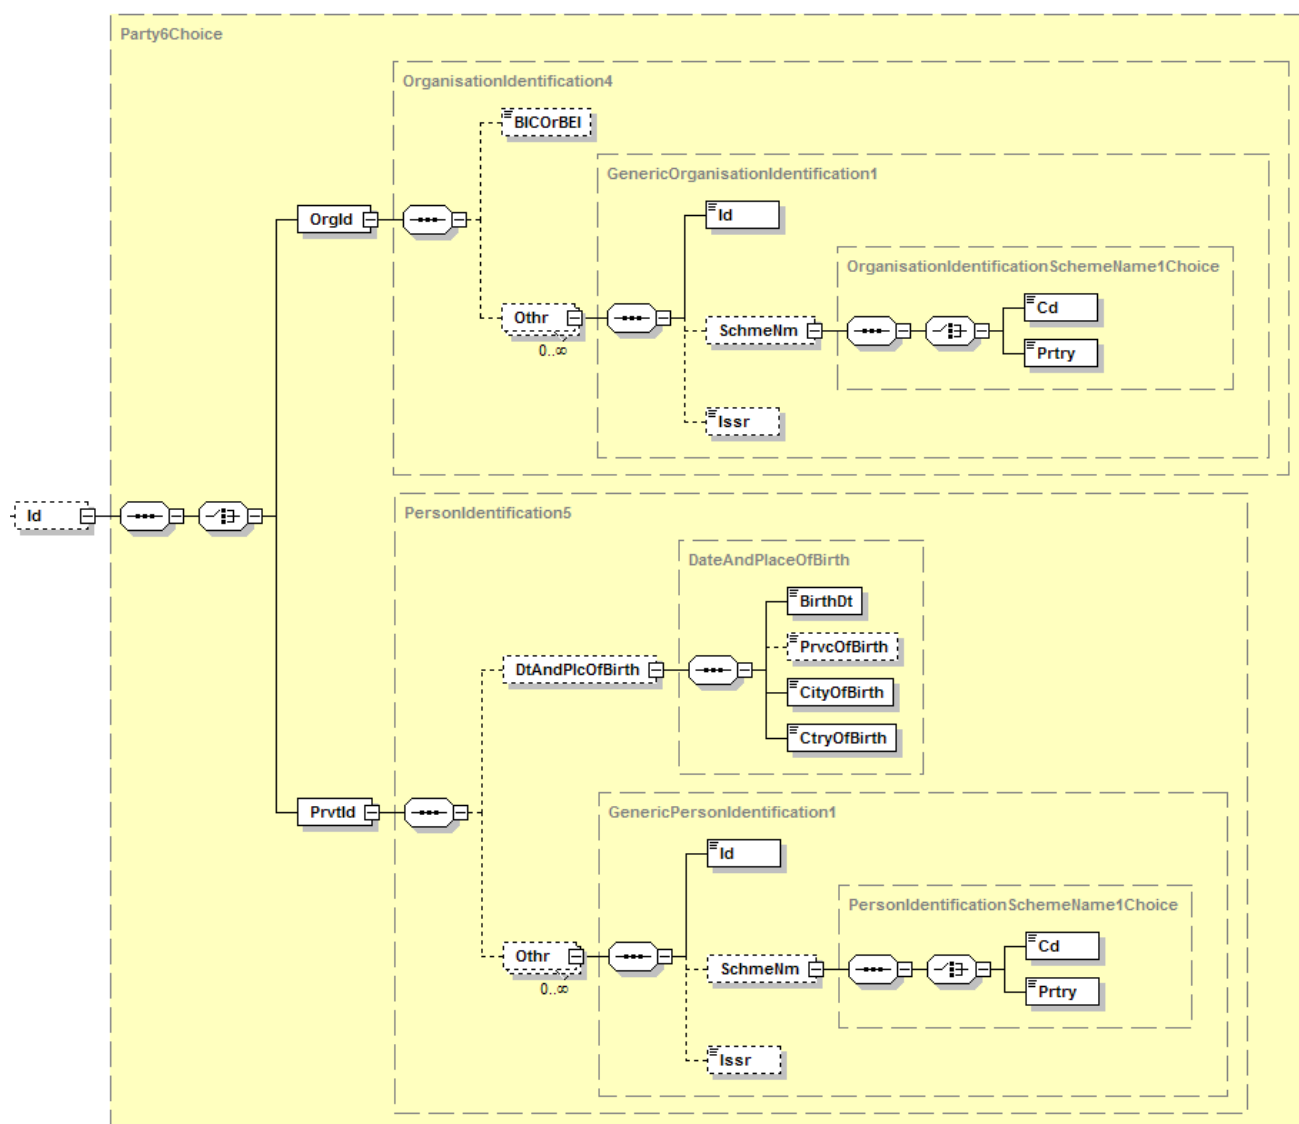 Party6Choice
OrganisationIdentification4
BICOrBEI
GenericOrganisationIdentification1
Id
OrgId
OrganisationIdentificationSchemeName1Choice
Cd
Othr
0..∞
SchmeNm
Prtry
Issr
Id
PersonIdentification5
DateAndPlaceOfBirth
BirthDt
PrvcOfBirth
DtAndPlcOfBirth
CityOfBirth
CtryOfBirth
PrvtId
GenericPersonIdentification1
Id
PersonIdentificationSchemeName1Choice
Cd
Othr
0..∞
SchmeNm
Prtry
Issr